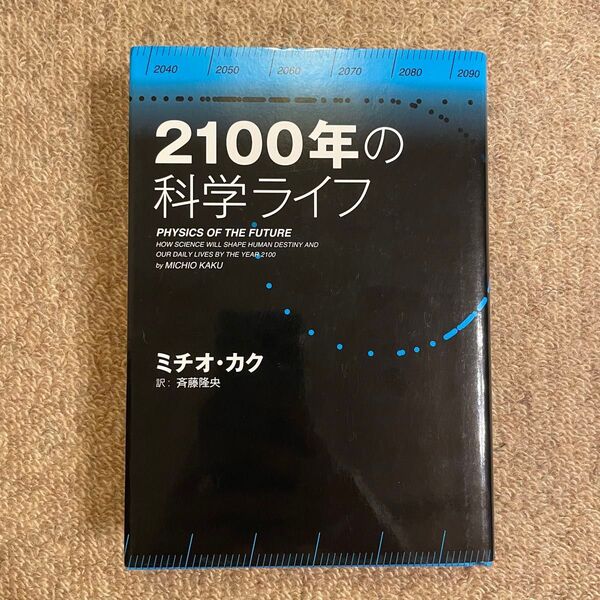 2040 2050 2060 2070 2080 2090
2100年の
科学ライフ
PHYSICS OF THE FUTURE
HOW SCIENCE WILL SHAPE HUMAN DESTINY AND
OUR DAILY LIVES BY THE YEAR 2100
by MICHIO KAKU
ミチオ・カク
訳：斉藤隆央